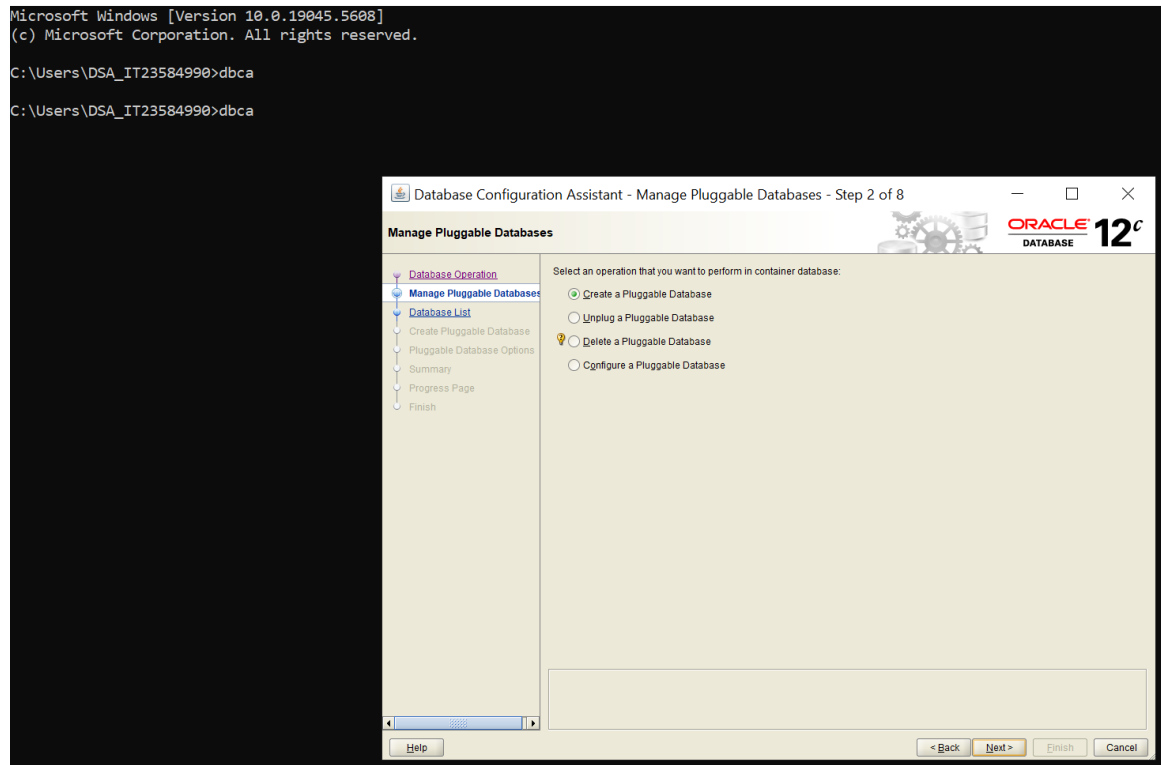 Microsoft Windows [Version 10.0.19045.5608]
(c) Microsoft Corporation. All rights reserved.
C:\Users\DSA_IT23584990>dbca
C:\Users\DSA_IT23584990>dbca
Database Configuration Assistant - Manage Pluggable Databases - Step 2 of 8
Manage Pluggable Databases
ORACLE
DATABASE
12c
Database Operation
Manage Pluggable Databases
Database List
Create Pluggable Database
Pluggable Database Options
Summary
Progress Page
Finish
Select an operation that you want to perform in container database:
Create a Pluggable Database
Unplug a Pluggable Database
Delete a Pluggable Database
Configure a Pluggable Database
Help
< Back
Next >
Finish
Cancel